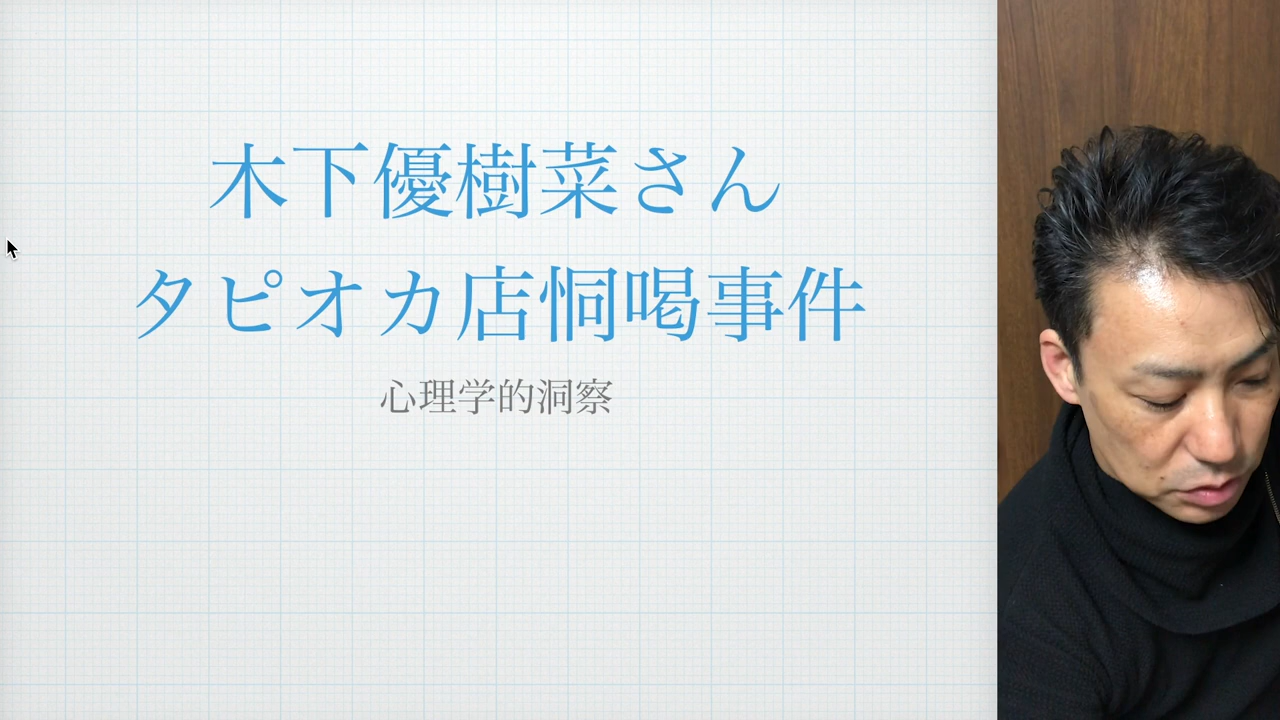 木下優樹菜さん
タピオカ店恫喝事件
心理学的洞察